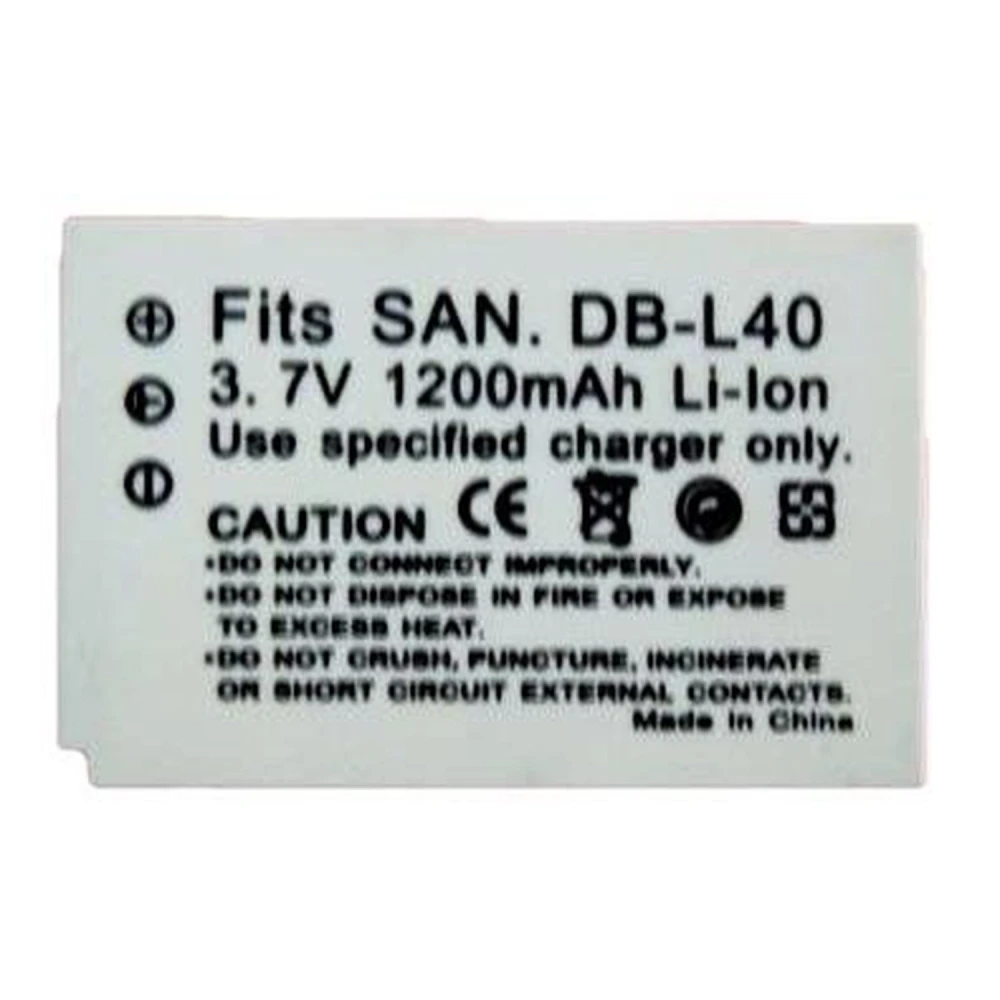 Fits SAN. DB-L40
3.7V 1200mAh Li-Ion
Use specified charger only.
CAUTION CE
•DO NOT CONNECT IMPROPERLY.
•DO NOT DISPOSE IN FIRE OR EXPOSE
TO EXCESS HEAT.
•DO NOT CRUSH, PUNCTURE, INCINERATE
OR SHORT CIRCUIT EXTERNAL CONTACTS.
Made In China